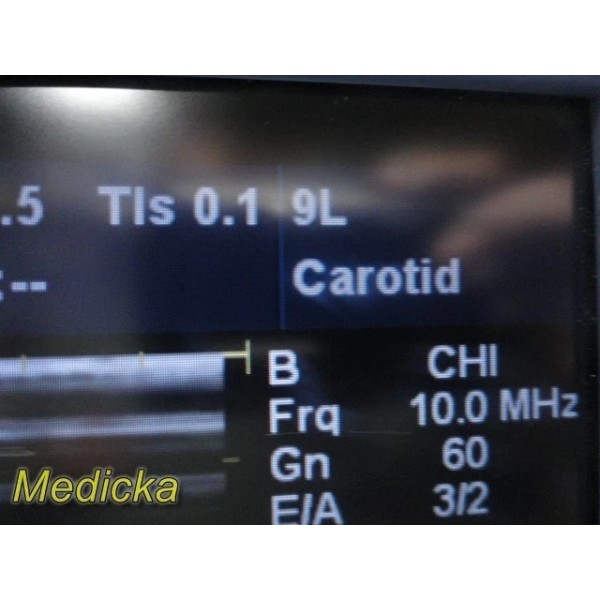 .5 TIs 0.1 9L
:-- Carotid
B CHI
Frq 10.0 MHz
Gn 60
E/A 3/2
Medicka